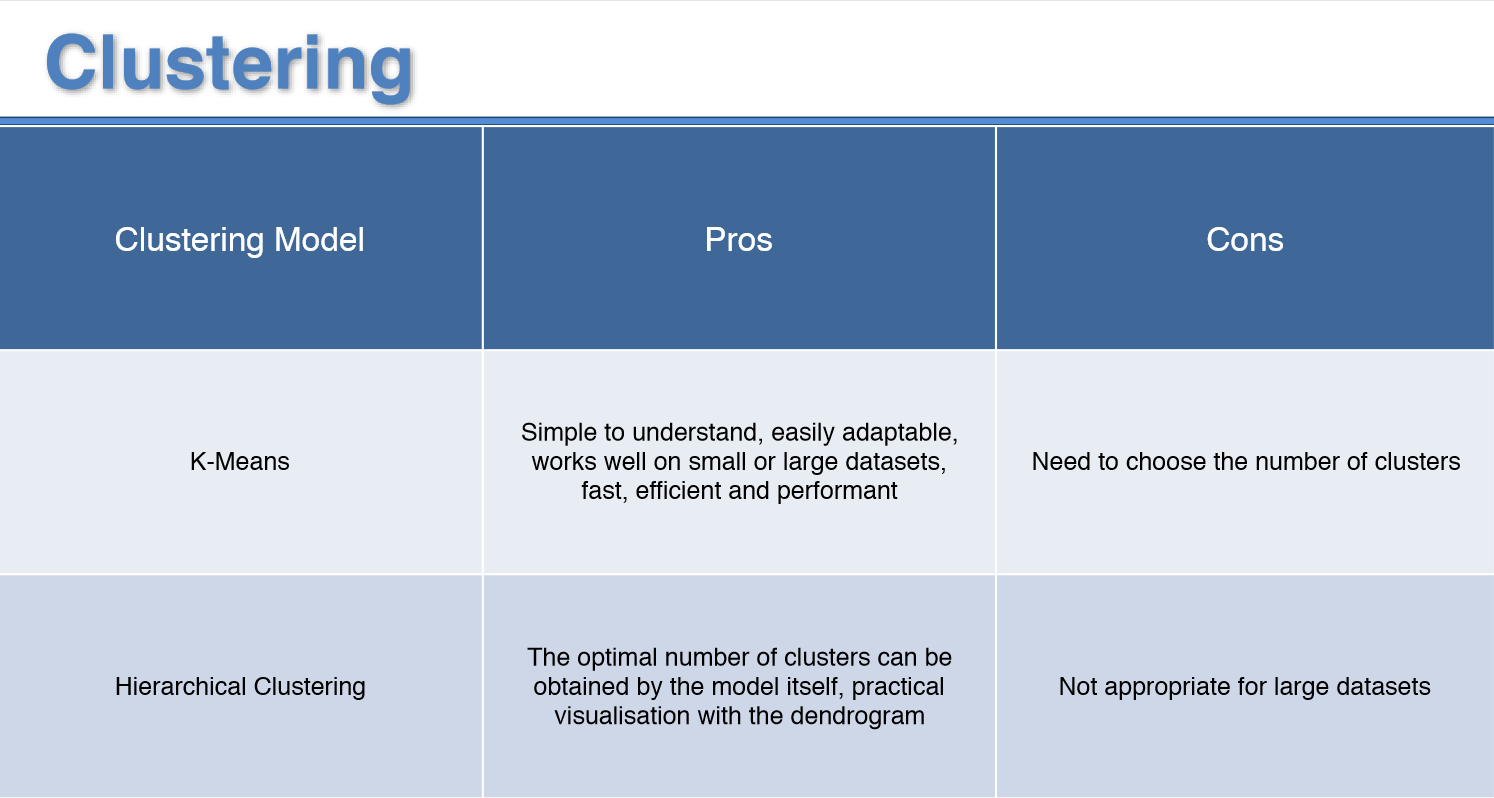 Clustering
Clustering Model
Pros
Cons
K-Means
Simple to understand, easily adaptable,
works well on small or large datasets,
fast, efficient and performant
Need to choose the number of clusters
Hierarchical Clustering
The optimal number of clusters can be
obtained by the model itself, practical
visualisation with the dendrogram
Not appropriate for large datasets